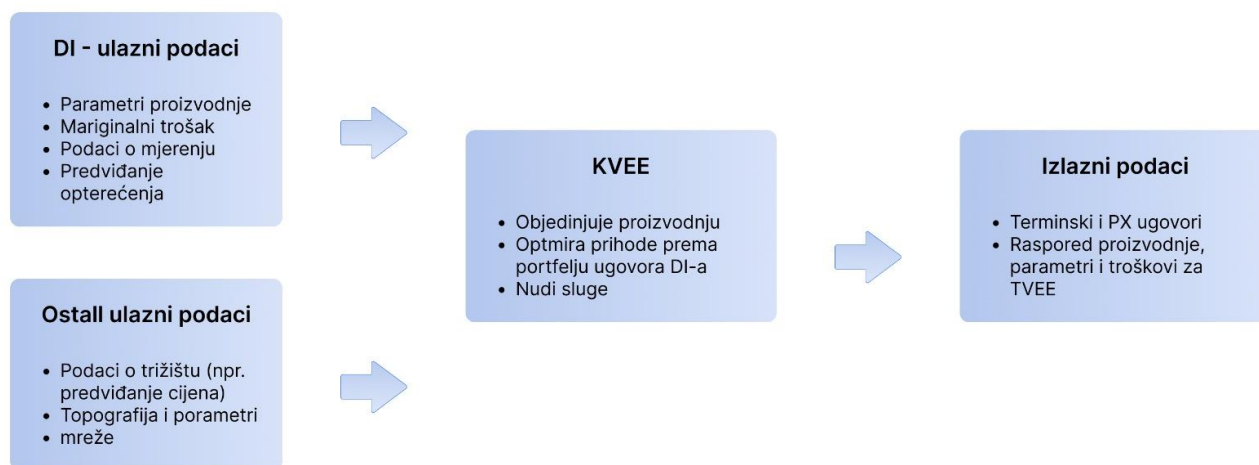 DI - ulazni podaci
• Parametri proizvodnje
• Mariginalni trošak
• Podaci o mjerenju
• Predviđanje
opterećenja
Ostall ulazni podaci
• Podaci o trižištu (npr.
predviđanje cijena)
• Topografija i porametri
• mreže
KVEE
• Objedinjuje proizvodnju
• Optmira prihode prema
portfelju ugovora DI-a
• Nudi sluge
Izlazni podaci
• Terminski i PX ugovori
• Raspored proizvodnje,
parametri i troškovi za
TVEE